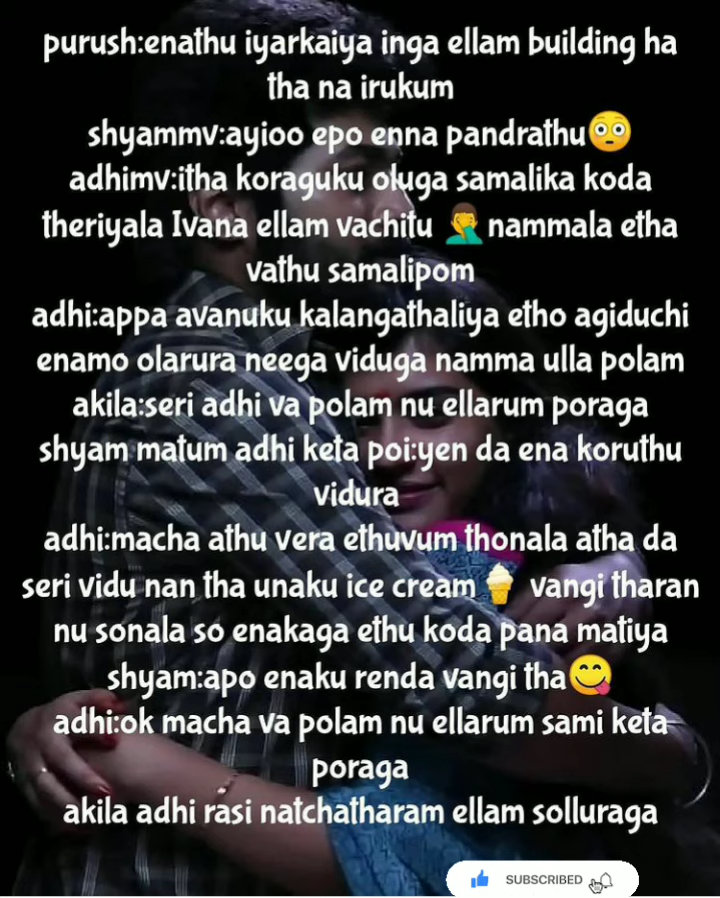 purush:enathu iyarkaiya inga ellam building ha
tha na irukum
shyammv:ayioo epo enna pandrathu😳
adhimv:itha koraguku oluga samalika koda
theriyala Ivana ellam vachitu 🤦‍♂️ nammala etha
vathu samalipom
adhi:appa avanuku kalangathaliya etho agiduchi
enamo olarura neega viduga namma ulla polam
akila:seri adhi va polam nu ellarum poraga
shyam matum adhi keta poi:yen da ena koruthu
vidura
adhi:macha athu vera ethuvum thonala atha da
seri vidu nan tha unaku ice cream🍦 vangi tharan
nu sonala so enakaga ethu koda pana matiya
shyam:apo enaku renda vangi tha😋
adhi:ok macha va polam nu ellarum sami keta
poraga
akila adhi rasi natchatharam ellam solluraga
SUBSCRIBED